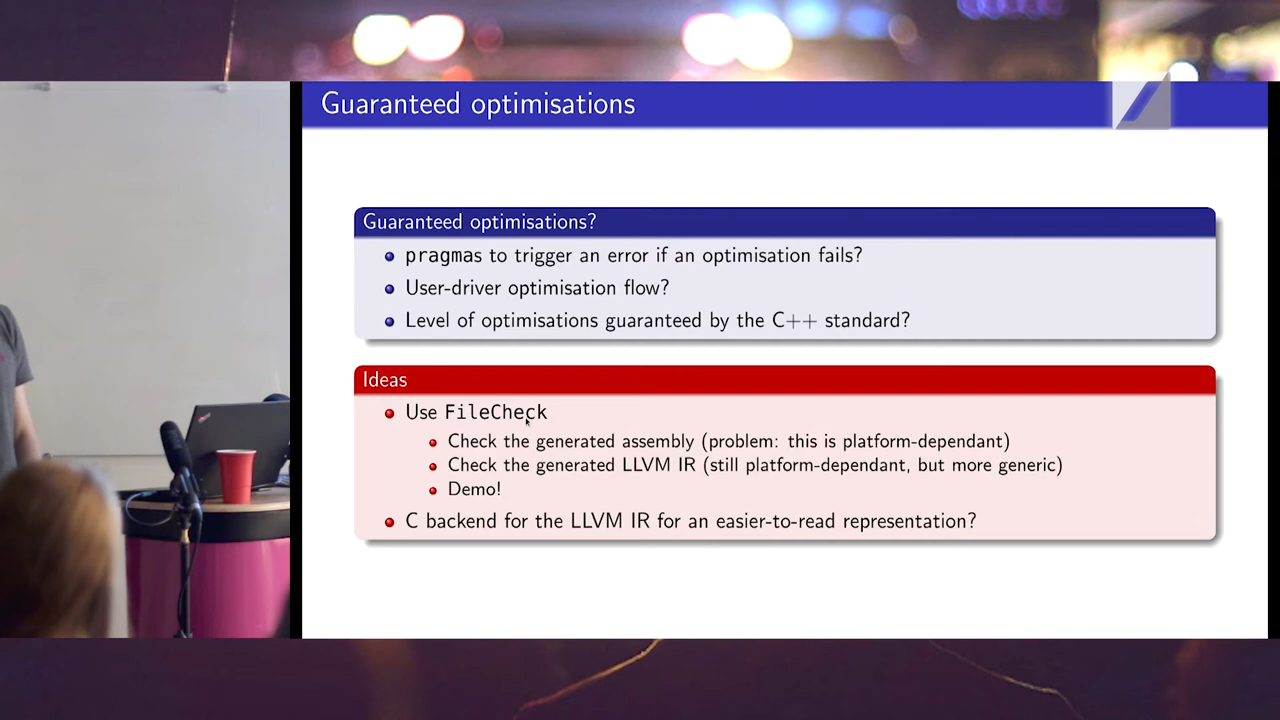 Guaranteed optimisations
Guaranteed optimisations?
pragmas to trigger an error if an optimisation fails?
User-driver optimisation flow?
Level of optimisations guaranteed by the C++ standard?
Ideas
Use FileCheck
Check the generated assembly (problem: this is platform-dependant)
Check the generated LLVM IR (still platform-dependant, but more generic)
Demo!
C backend for the LLVM IR for an easier-to-read representation?